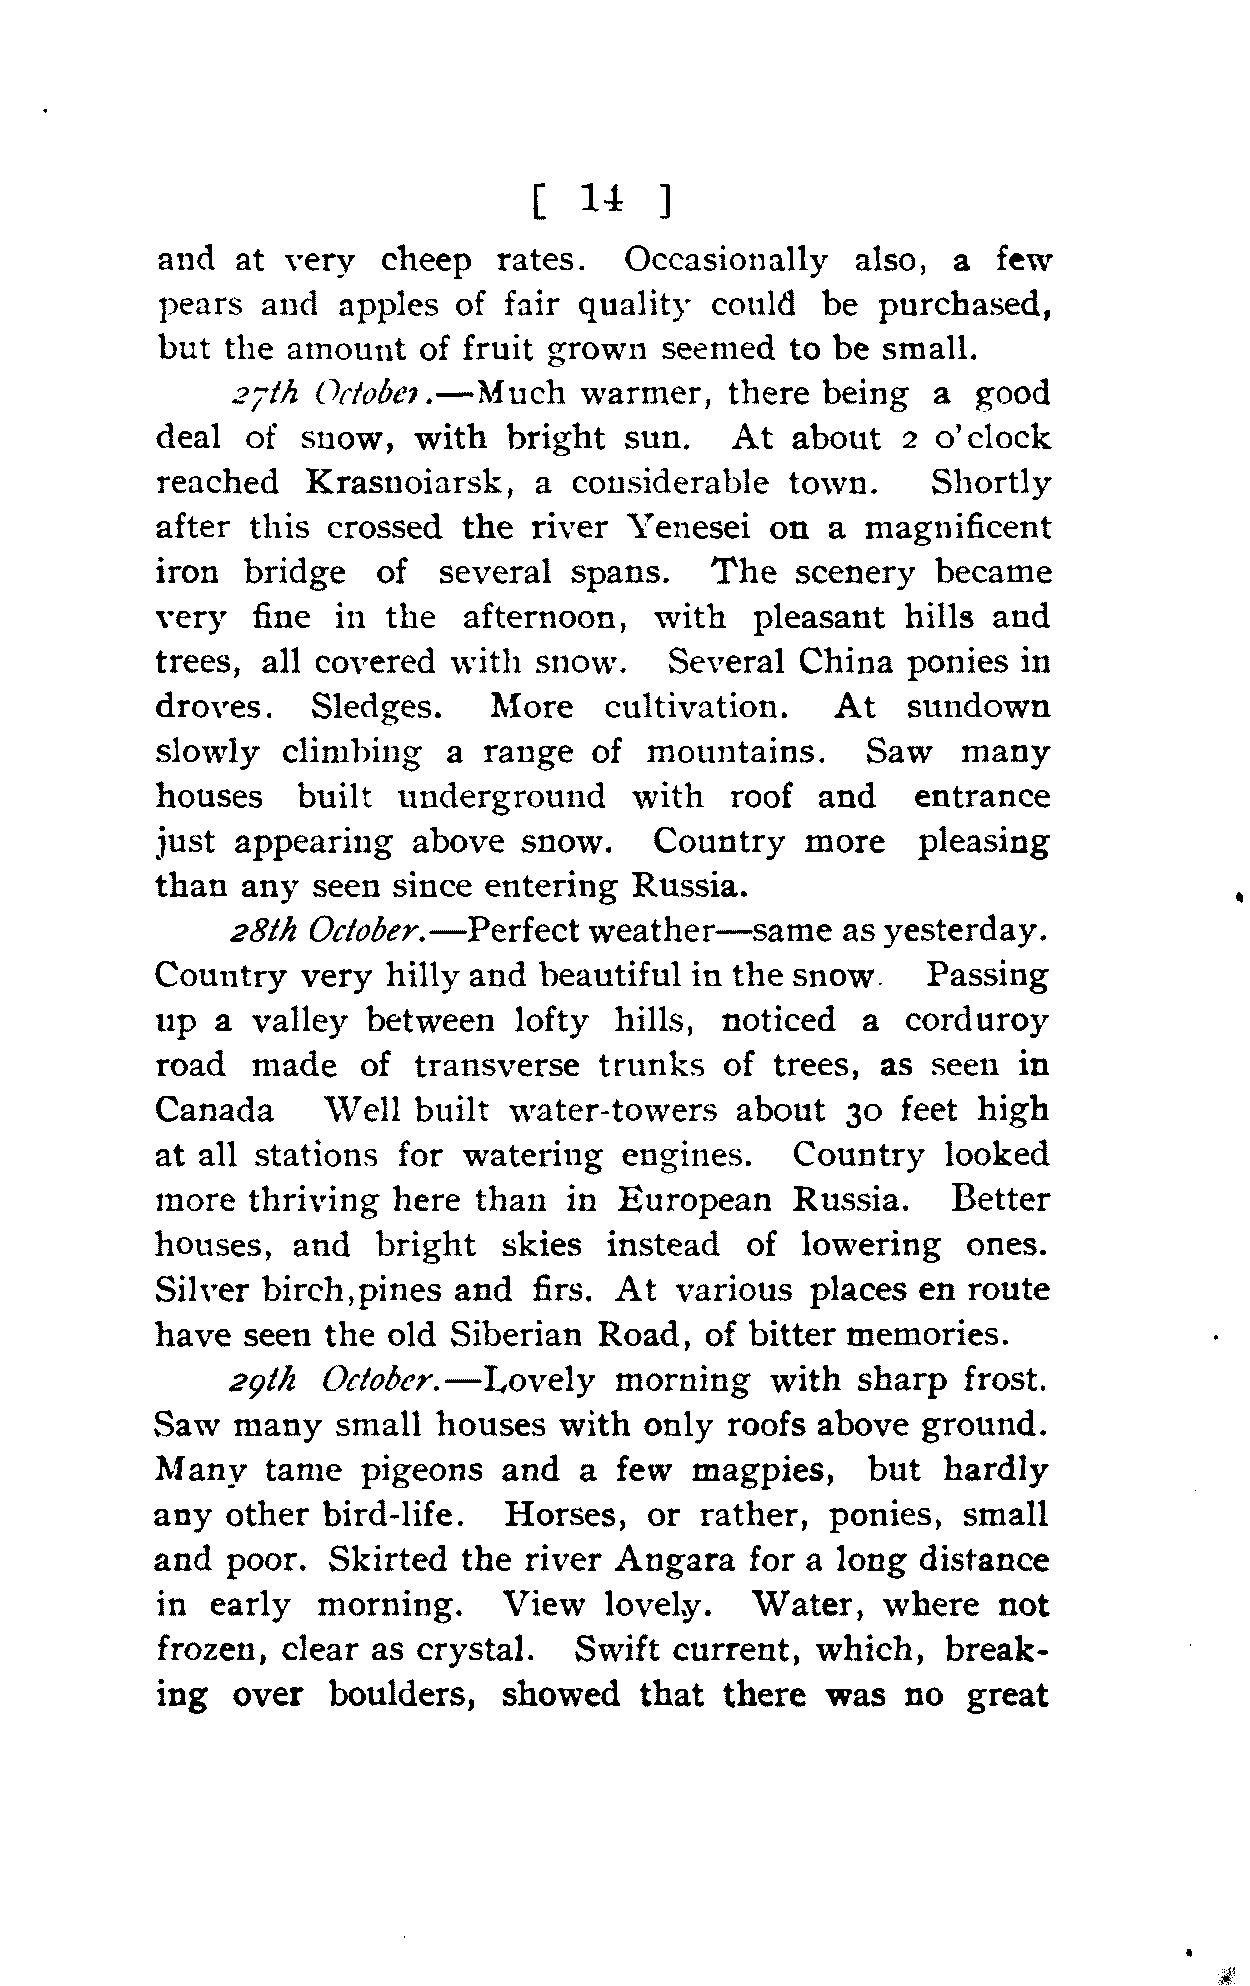 [ 14 ]
and at very cheep rates. Occasionally also, a few
pears and apples of fair quality could be purchased,
but the amount of fruit grown seemed to be small.
27th October.—Much warmer, there being a good
deal of snow, with bright sun. At about 2 o'clock
reached Krasnoiarsk, a considerable town. Shortly
after this crossed the river Yenesei on a magnificent
iron bridge of several spans. The scenery became
very fine in the afternoon, with pleasant hills and
trees, all covered with snow. Several China ponies in
droves. Sledges. More cultivation. At sundown
slowly climbing a range of mountains. Saw many
houses built underground with roof and entrance
just appearing above snow. Country more pleasing
than any seen since entering Russia.
28th October.—Perfect weather—same as yesterday.
Country very hilly and beautiful in the snow. Passing
up a valley between lofty hills, noticed a corduroy
road made of transverse trunks of trees, as seen in
Canada Well built water-towers about 30 feet high
at all stations for watering engines. Country looked
more thriving here than in European Russia. Better
houses, and bright skies instead of lowering ones.
Silver birch,pines and firs. At various places en route
have seen the old Siberian Road, of bitter memories.
29th October.—Lovely morning with sharp frost.
Saw many small houses with only roofs above ground.
Many tame pigeons and a few magpies, but hardly
any other bird-life. Horses, or rather, ponies, small
and poor. Skirted the river Angara for a long distance
in early morning. View lovely. Water, where not
frozen, clear as crystal. Swift current, which, break-
ing over boulders, showed that there was no great